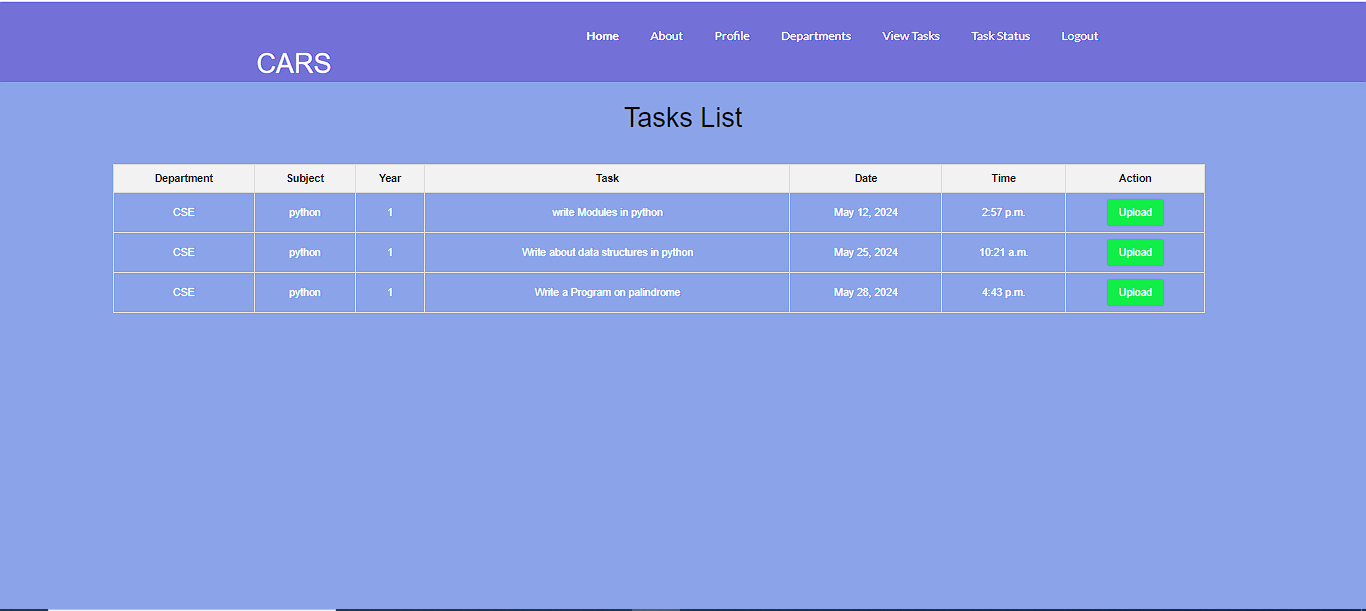 Home About Profile Departments View Tasks Task Status Logout
CARS
Tasks List
Department Subject Year Task Date Time Action
CSE python 1 write Modules in python May 12, 2024 2:57 p.m. Upload
CSE python 1 Write about data structures in python May 25, 2024 10:21 a.m. Upload
CSE python 1 Write a Program on palindrome May 28, 2024 4:43 p.m. Upload